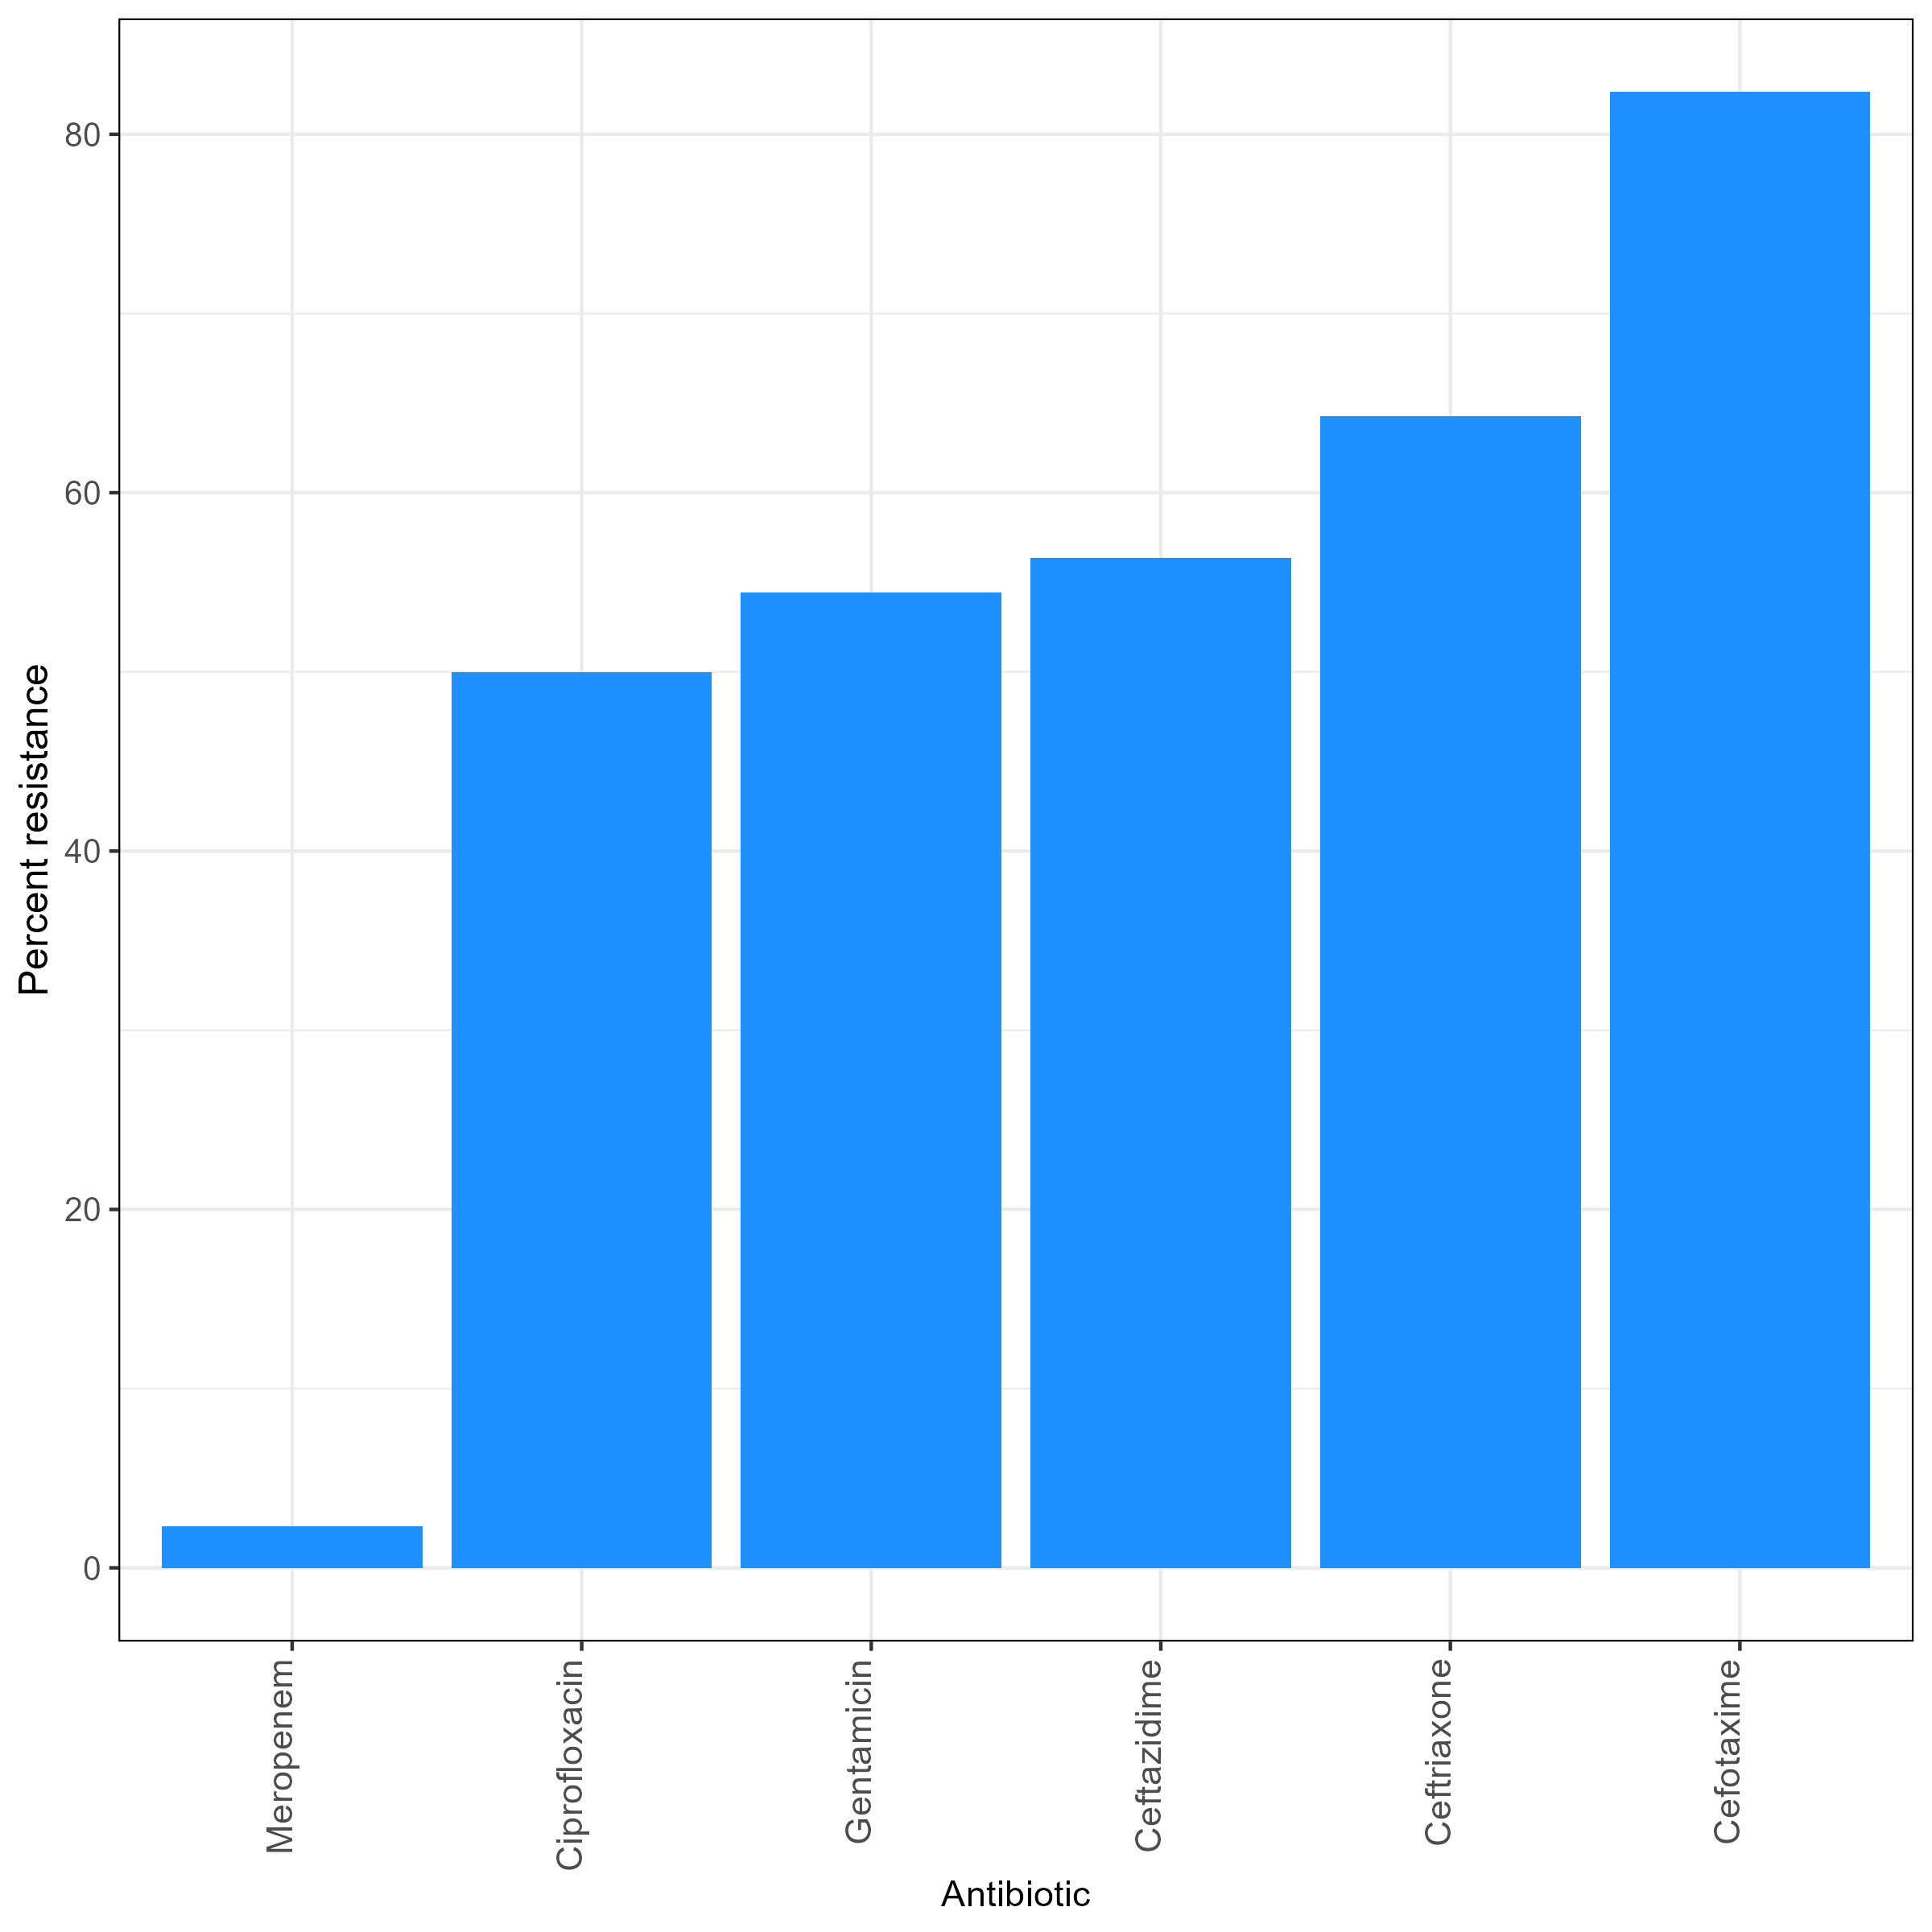 Percent resistance
80
60
40
20
0
Meropenem
Ciprofloxacin
Gentamicin
Ceftazidime
Ceftriaxone
Cefotaxime
Antibiotic